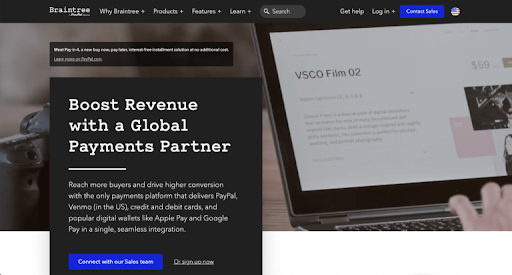 Braintree
Why Braintree + Products + Features + Learn + Search Get help Log in + Contact Sales
Meet Pay in 4, a new buy now, pay later, interest-free installment solution at no additional cost.
Learn more on PayPal.com
VSCO Film 02
$59
Boost Revenue
with a Global
Payments Partner
Reach more buyers and drive higher conversion
with the only payments platform that delivers PayPal,
Venmo (in the US), credit and debit cards, and
popular digital wallets like Apple Pay and Google
Pay in a single, seamless integration.
Connect with our Sales team Or sign up now